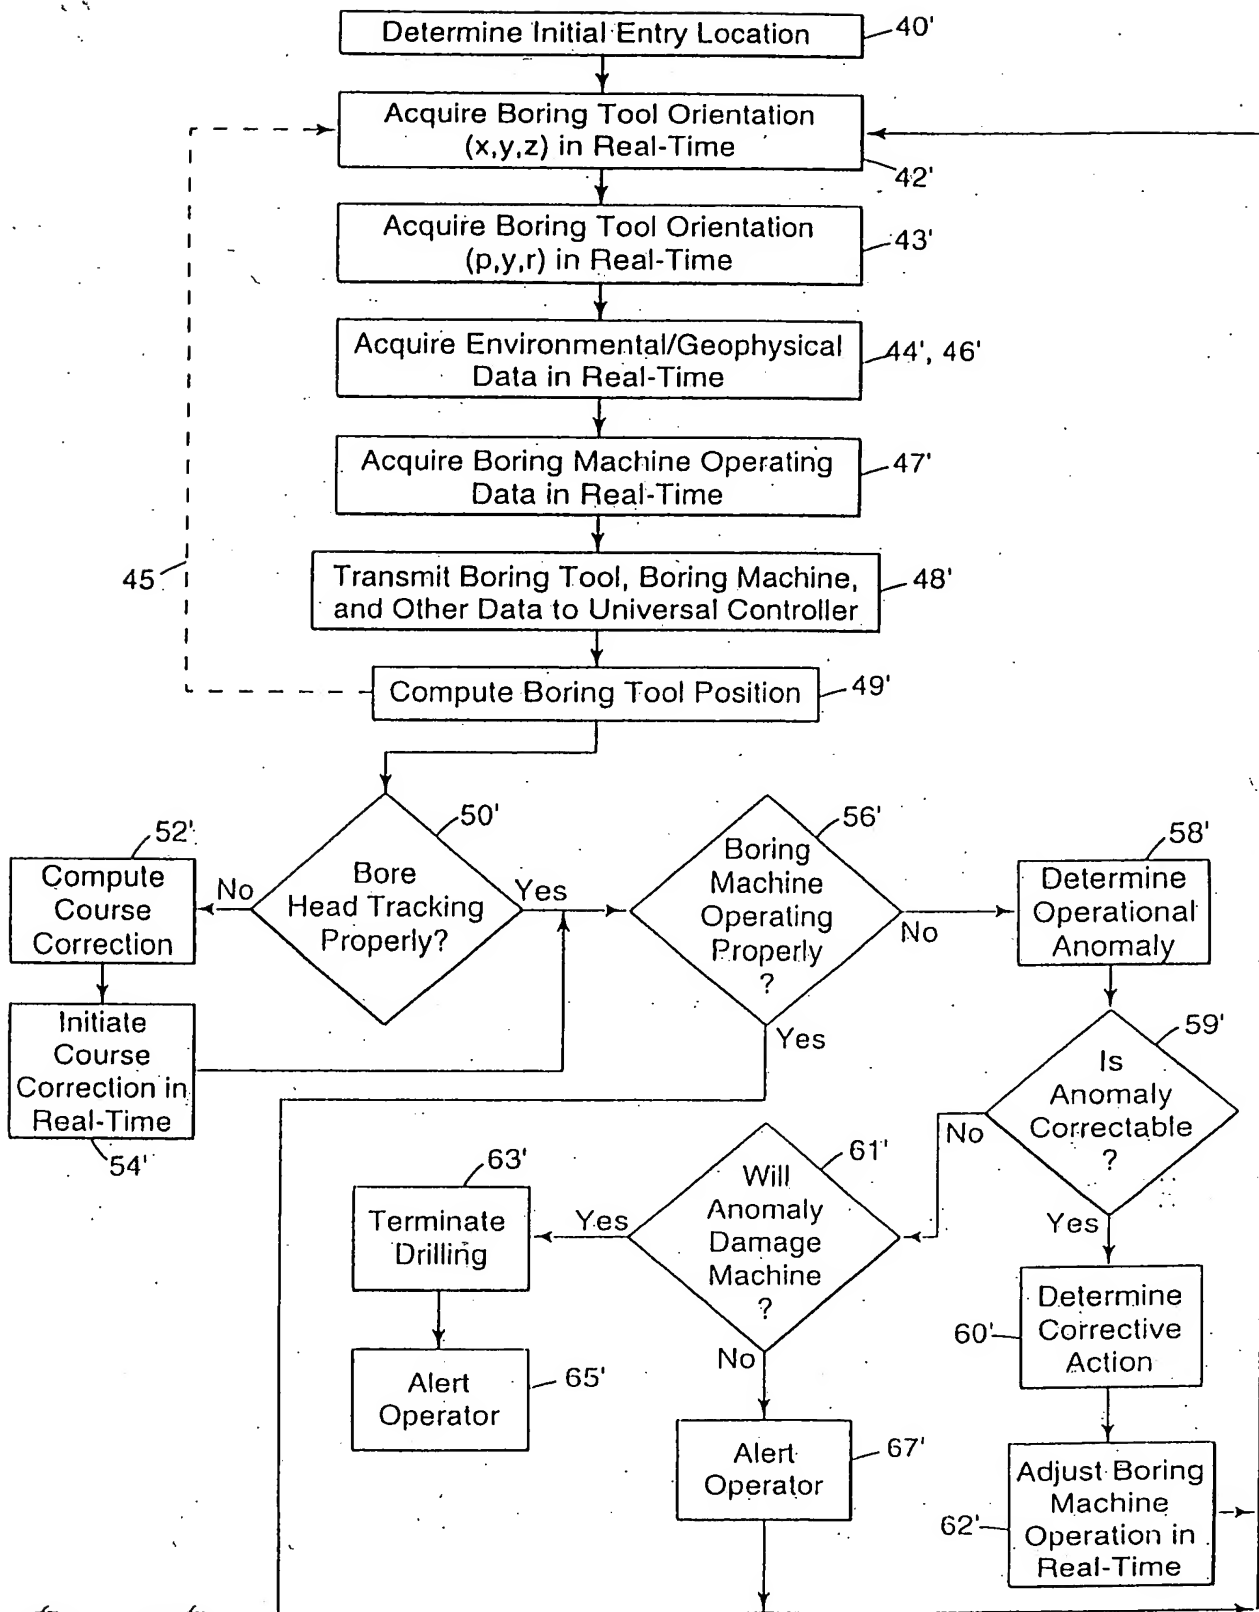 Determine Initial Entry Location
40'
Acquire Boring Tool Orientation
(x,y,z) in Real-Time
42'
Acquire Boring Tool Orientation
(p,y,r) in Real-Time
43'
Acquire Environmental/Geophysical
Data in Real-Time
44', 46'
Acquire Boring Machine Operating
Data in Real-Time
47'
45
Transmit Boring Tool, Boring Machine,
and Other Data to Universal Controller
48'
Compute Boring Tool Position
49'
50'
Bore
Head Tracking
Properly?
No
Yes
52'
Compute
Course
Correction
Initiate
Course
Correction in
Real-Time
54'
56'
Boring
Machine
Operating
Properly
?
No
Yes
58'
Determine
Operational
Anomaly
59'
Is
Anomaly
Correctable
?
No
Yes
61'
Will
Anomaly
Damage
Machine
?
Yes
No
63'
Terminate
Drilling
Alert
Operator
65'
Alert
Operator
67'
Determine
Corrective
Action
60'
Adjust Boring
Machine
Operation in
Real-Time
62'